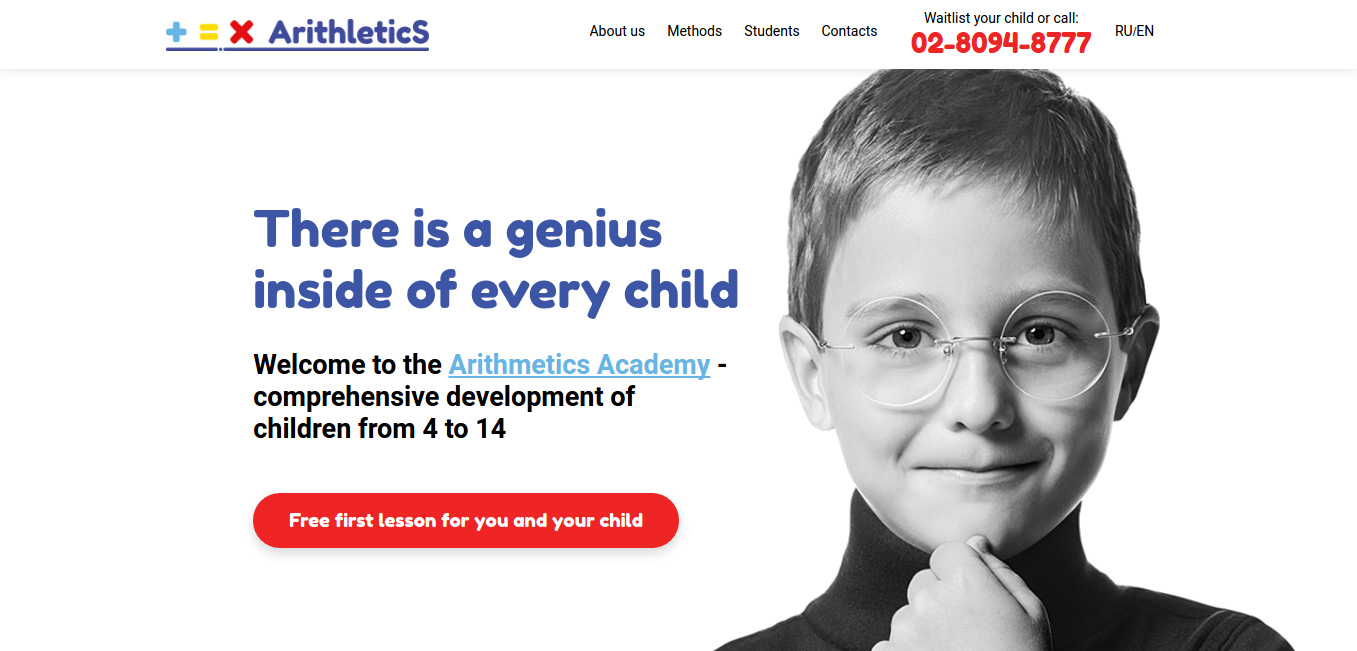 + = × ArithleticS
About us
Methods
Students
Contacts
Waitlist your child or call:
02-8094-8777
RU/EN
There is a genius
inside of every child
Welcome to the Arithmetics Academy -
comprehensive development of
children from 4 to 14
Free first lesson for you and your child